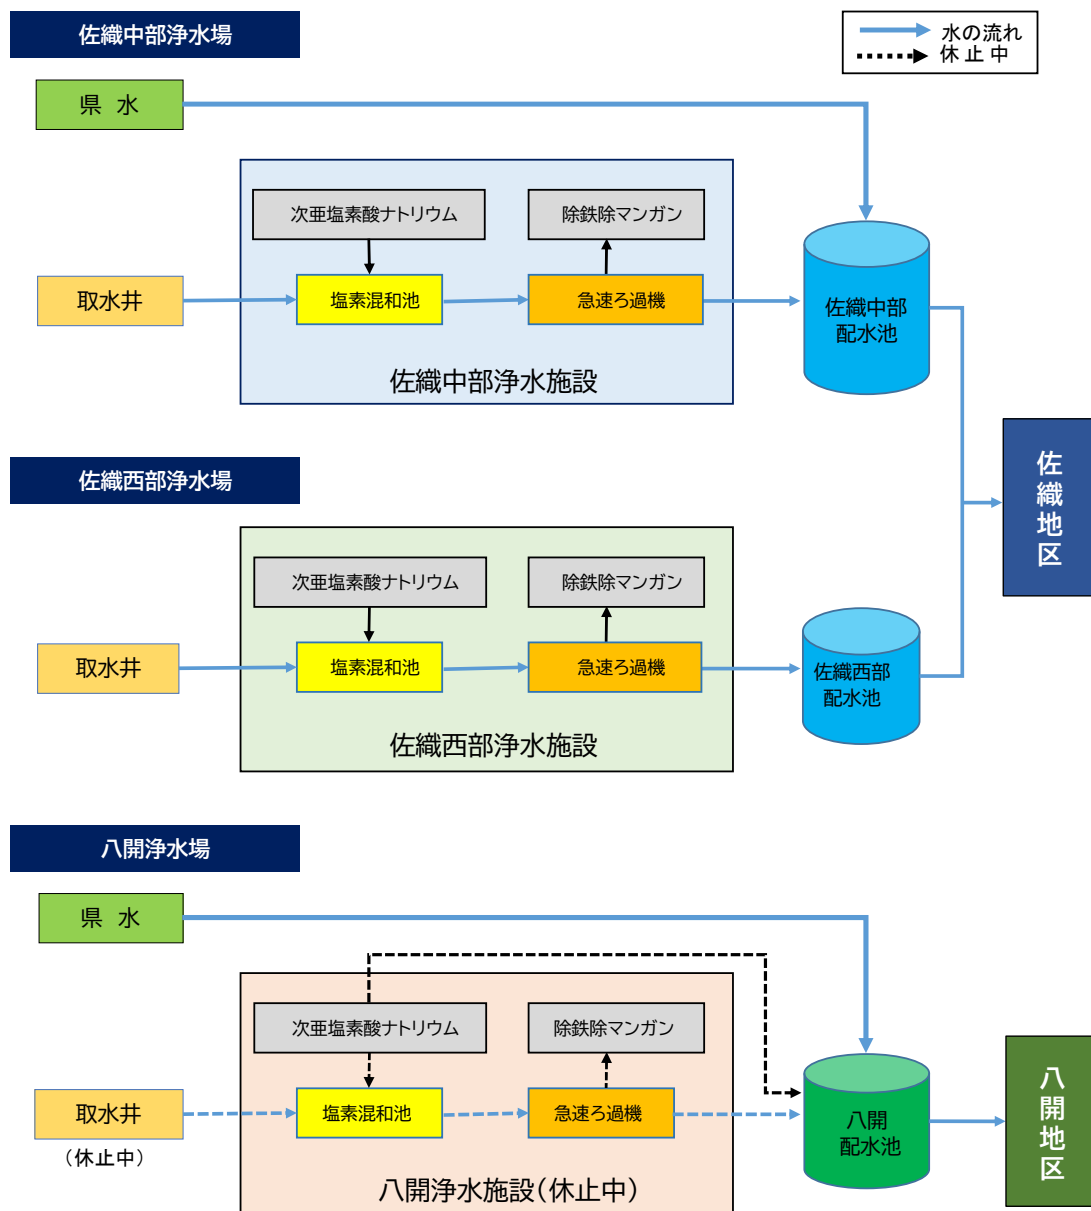 佐織中部浄水場
水の流れ
休止中
県 水
次亜塩素酸ナトリウム
除鉄除マンガン
取水井
塩素混和池
急速ろ過機
佐織中部
配水池
佐織中部浄水施設
佐織地区
佐織西部浄水場
次亜塩素酸ナトリウム
除鉄除マンガン
取水井
塩素混和池
急速ろ過機
佐織西部
配水池
佐織西部浄水施設
八開浄水場
県 水
次亜塩素酸ナトリウム
除鉄除マンガン
取水井
(休止中)
塩素混和池
急速ろ過機
八開
配水池
八開地区
八開浄水施設(休止中)